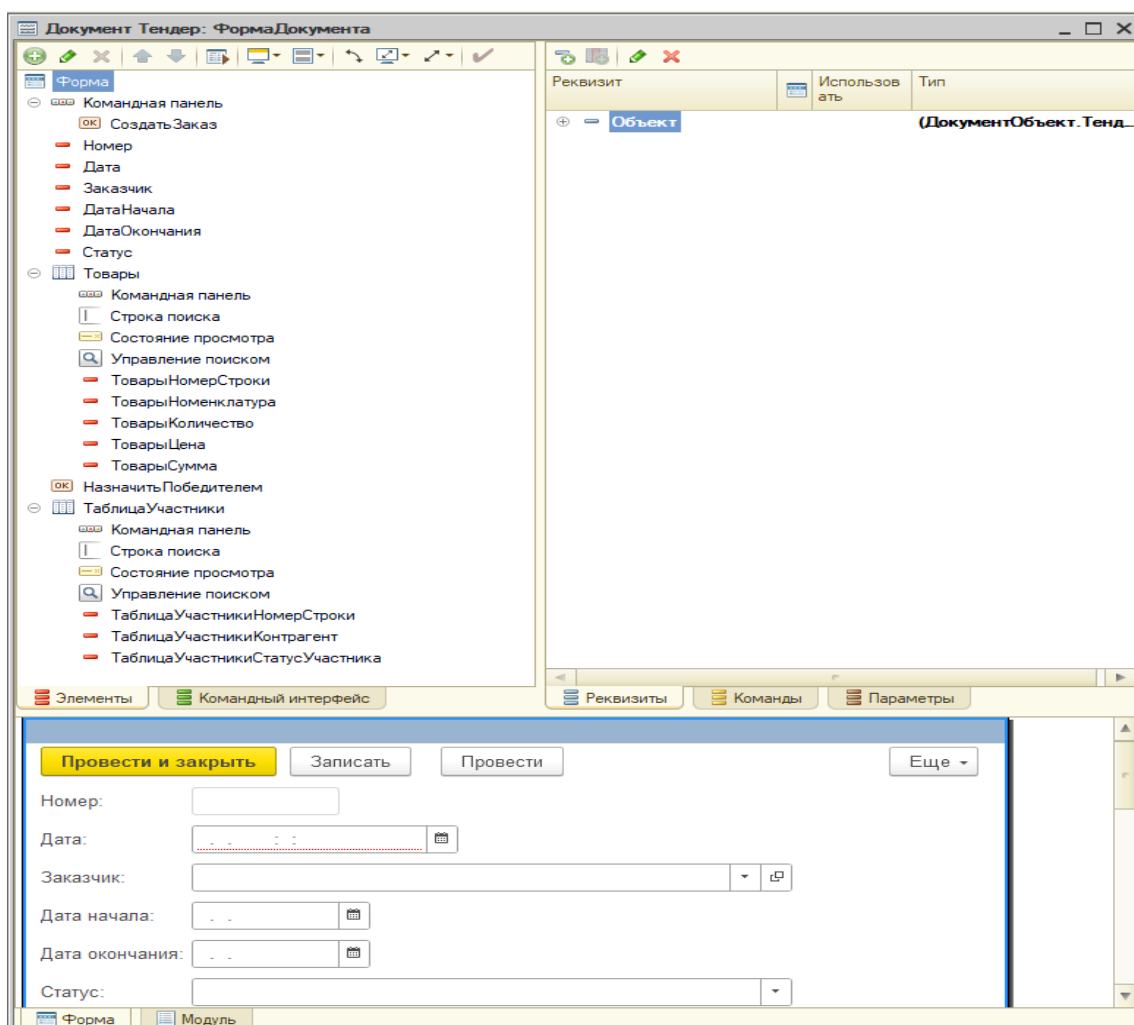 Документ Тендер: ФормаДокумента
Форма
Командная панель
OK СоздатьЗаказ
Номер
Дата
Заказчик
ДатаНачала
ДатаОкончания
Статус
Товары
Командная панель
Строка поиска
Состояние просмотра
Управление поиском
ТоварыНомерСтроки
ТоварыНоменклатура
ТоварыКоличество
ТоварыЦена
ТоварыСумма
OK НазначитьПобедителем
ТаблицаУчастники
Командная панель
Строка поиска
Состояние просмотра
Управление поиском
ТаблицаУчастникиНомерСтроки
ТаблицаУчастникиКонтрагент
ТаблицаУчастникиСтатусУчастника
Элементы Командный интерфейс
Реквизит Использовать Тип
Объект (ДокументОбъект.Тенд...
Реквизиты Команды Параметры
Провести и закрыть Записать Провести Еще
Номер:
Дата: . . : :
Заказчик:
Дата начала: . .
Дата окончания: . .
Статус:
Форма Модуль